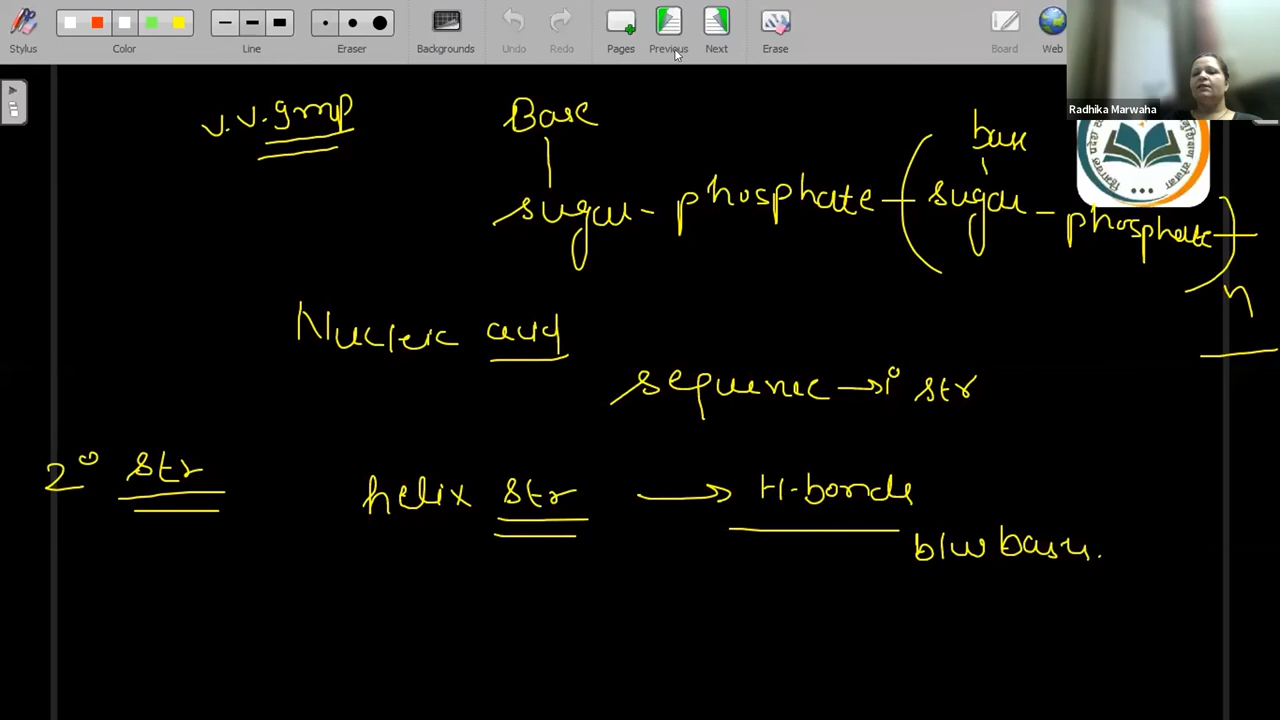 Stylus
Color
Line
Eraser
Backgrounds
Undo
Redo
Pages
Previous
Next
Erase
Board
Web
Radhika Marwaha
v.v.gmp
Base
base
sugar - phosphate - ( sugar - phosphate ) n
Nucleic acid
sequence → 1° str
2° str
helix str → H-bonds
b/w bases.